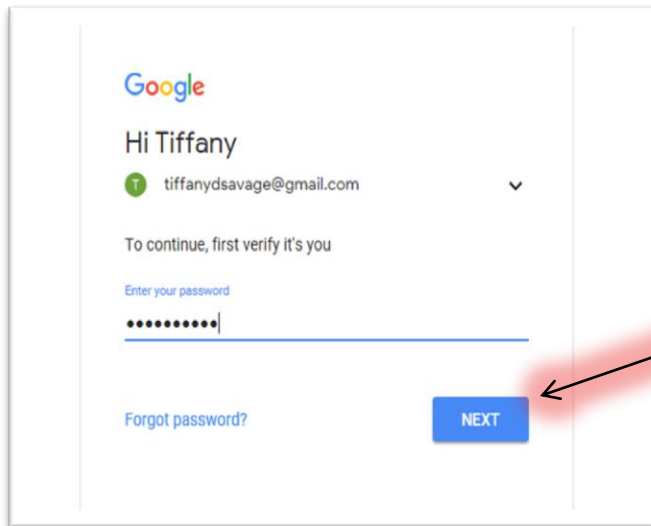 Google
Hi Tiffany
T tiffanydsavage@gmail.com
To continue, first verify it's you
Enter your password
••••••••••
Forgot password? NEXT